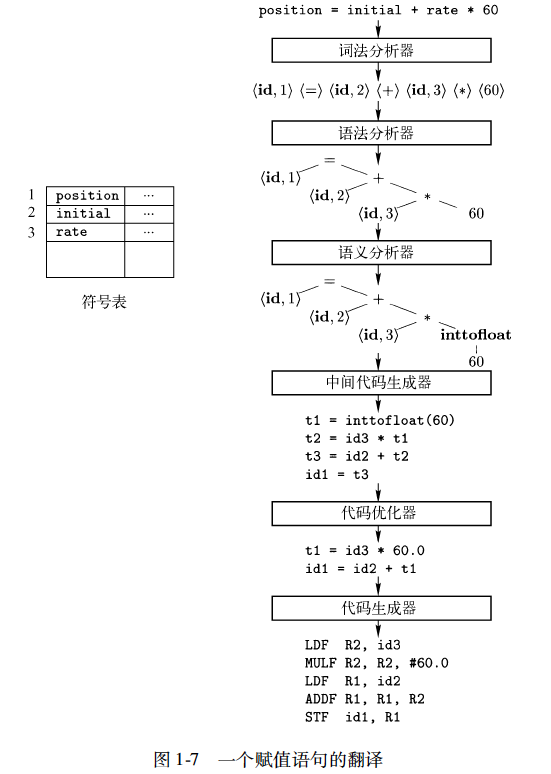 position = initial + rate * 60
词法分析器
⟨id, 1⟩ ⟨=⟩ ⟨id, 2⟩ ⟨+⟩ ⟨id, 3⟩ ⟨*⟩ ⟨60⟩
语法分析器
=
⟨id, 1⟩
+
⟨id, 2⟩
*
⟨id, 3⟩
60
语义分析器
=
⟨id, 1⟩
+
⟨id, 2⟩
*
⟨id, 3⟩
inttofloat
60
中间代码生成器
t1 = inttofloat(60)
t2 = id3 * t1
t3 = id2 + t2
id1 = t3
代码优化器
t1 = id3 * 60.0
id1 = id2 + t1
代码生成器
LDF R2, id3
MULF R2, R2, #60.0
LDF R1, id2
ADDF R1, R1, R2
STF id1, R1
1 position ...
2 initial ...
3 rate ...
符号表
图 1-7 一个赋值语句的翻译